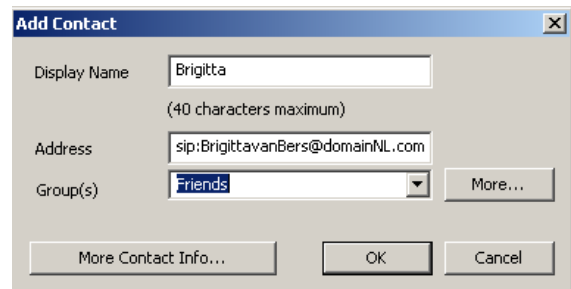 Add Contact
Display Name Brigitta
(40 characters maximum)
Address sip:BrigittavanBers@domainNL.com
Group(s) Friends More...
More Contact Info... OK Cancel